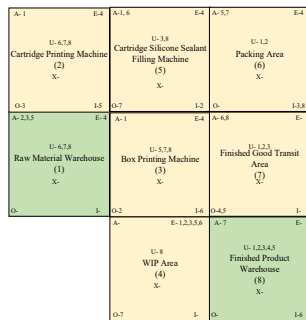 A- 1 E-4
U- 6,7,8
Cartridge Printing Machine
(2)
X-
O-3 I-5
A-1, 6 E-4
U- 3,8
Cartridge Silicone Sealant
Filling Machine
(5)
X-
O-7 I-2
A- 5,7 E-4
U- 1,2
Packing Area
(6)
X-
O- I-3,8
A- 2,3,5 E- 4
U- 6,7,8
Raw Material Warehouse
(1)
X-
O- I-
A- 1 E-4
U- 5,7,8
Box Printing Machine
(3)
X-
O-2 I-6
A- 6,8 E-
U- 1,2,3
Finished Good Transit
Area
(7)
X-
O-4,5 I-
A- E- 1,2,3,5,6
U- 8
WIP Area
(4)
X-
O-7 I-
A- 7 E-
U- 1,2,3,4,5
Finished Product
Warehouse
(8)
X-
O- I-6